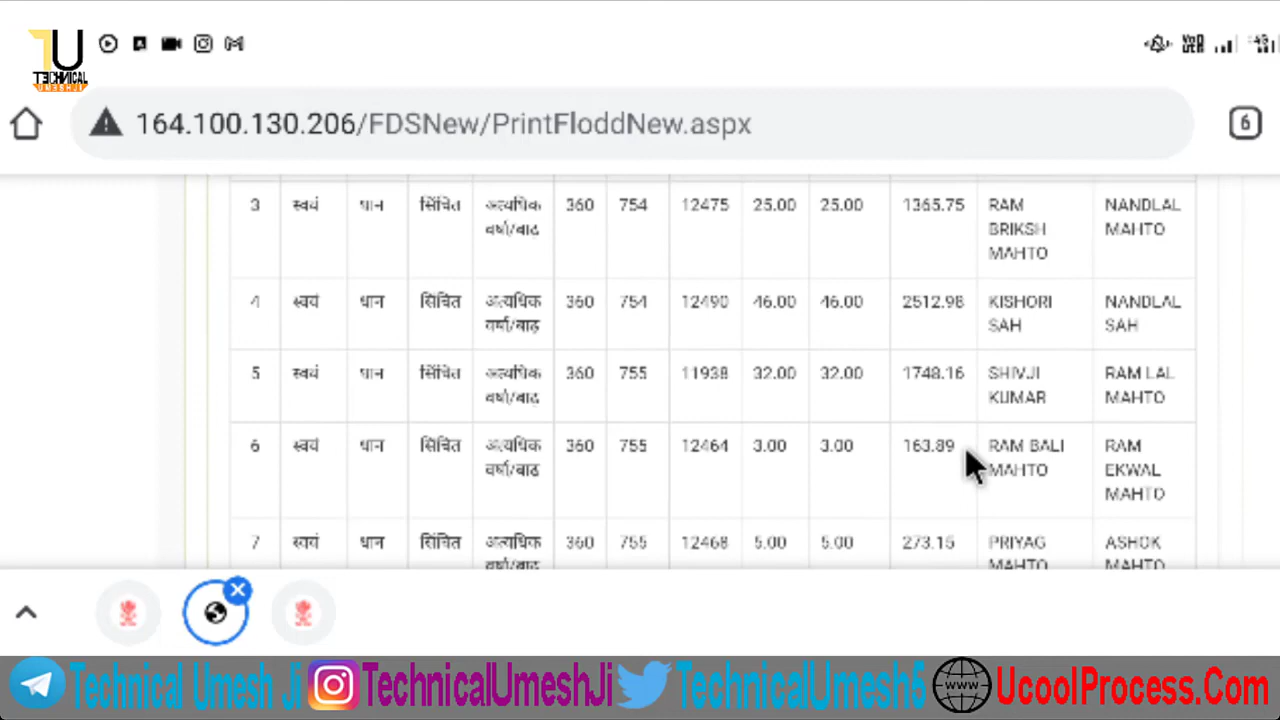 1U
TECHNICAL
UMESHJI
164.100.130.206/FDSNew/PrintFloddNew.aspx
6
3 स्वयं धान सिंचित अत्यधिक 360 754 12475 25.00 25.00 1365.75 RAM NANDLAL
वर्षा/बाढ़ BRIKSH MAHTO
MAHTO
4 स्वयं धान सिंचित अत्यधिक 360 754 12490 46.00 46.00 2512.98 KISHORI NANDLAL
वर्षा/बाढ़ SAH SAH
5 स्वयं धान सिंचित अत्यधिक 360 755 11938 32.00 32.00 1748.16 SHIVJI RAM LAL
वर्षा/बाढ़ KUMAR MAHTO
6 स्वयं धान सिंचित अत्यधिक 360 755 12464 3.00 3.00 163.89 RAM BALI RAM
वर्षा/बाढ़ MAHTO EKWAL
MAHTO
7 स्वयं धान सिंचित अत्यधिक 360 755 12468 5.00 5.00 273.15 PRIYAG ASHOK
वर्षा/बाढ़ MAHTO MAHTO
Technical Umesh Ji TechnicalUmeshJi TechnicalUmesh5 www UcoolProcess.Com